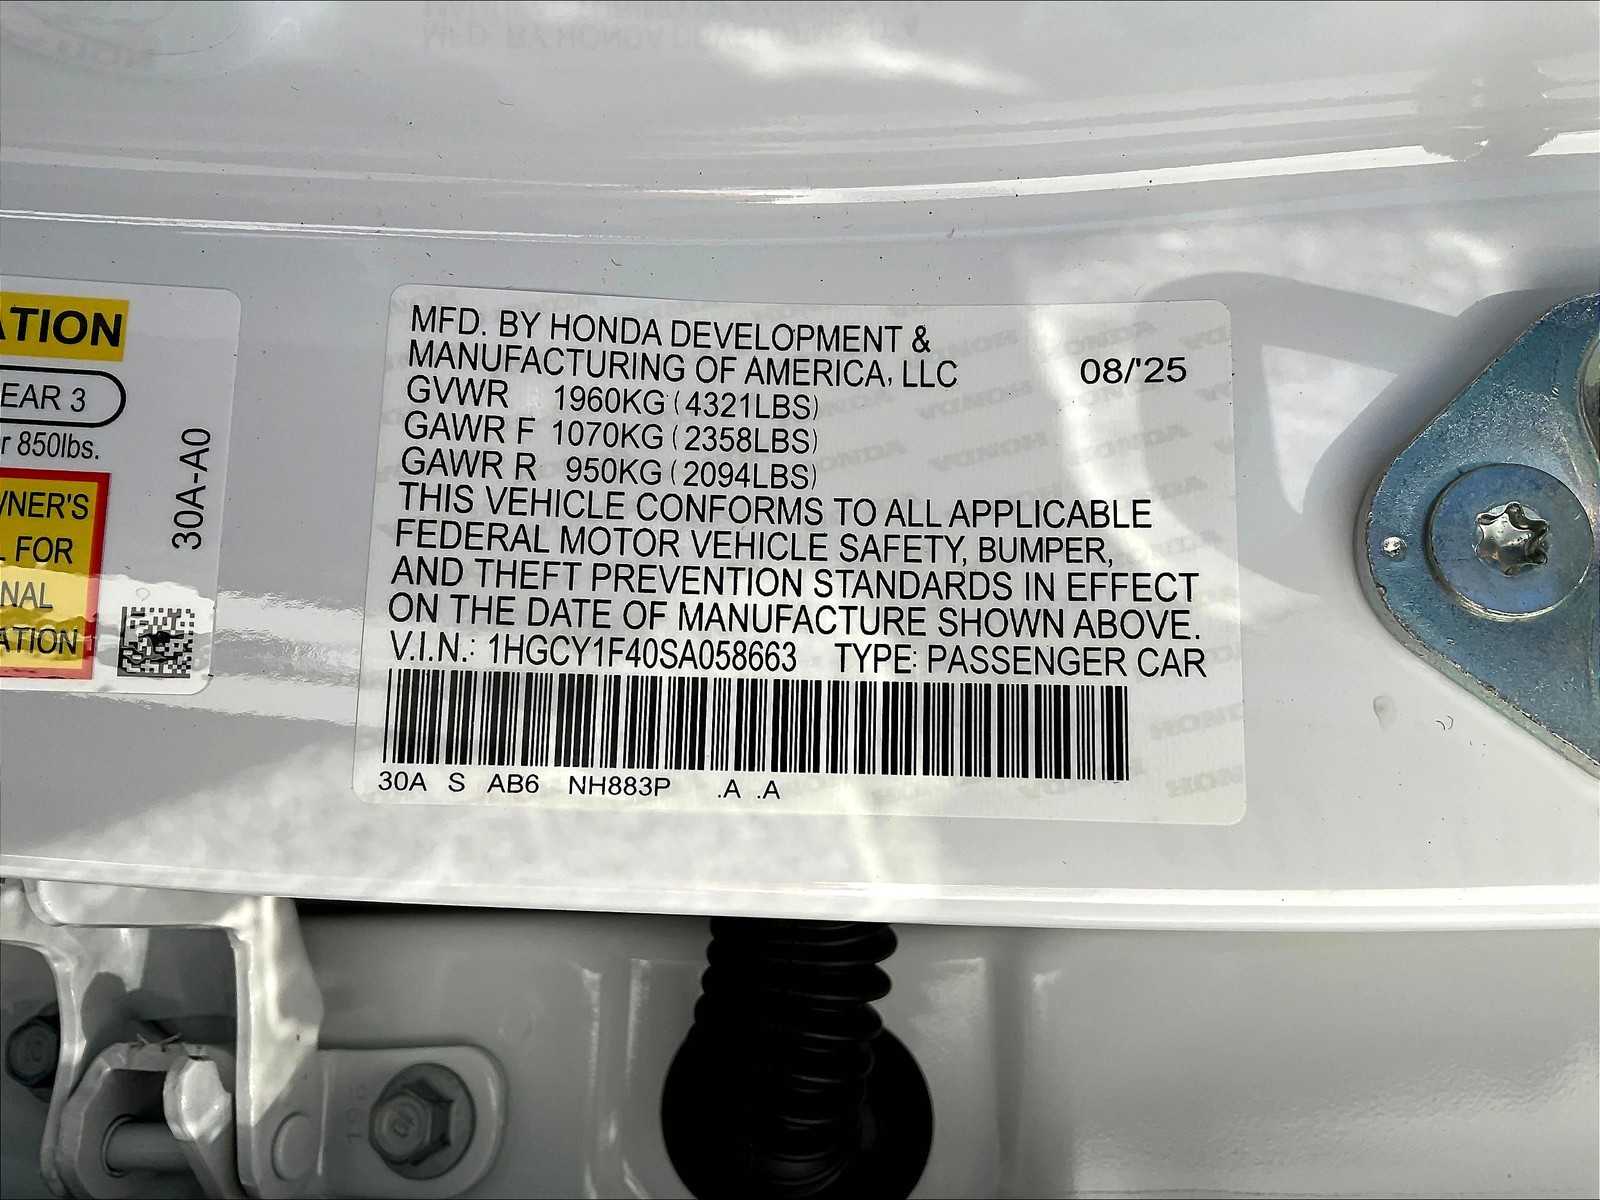 ATION
EAR 3
r 850lbs.
WNER'S
L FOR
NAL
ATION
30A-A0
MFD. BY HONDA DEVELOPMENT &
MANUFACTURING OF AMERICA, LLC
08/'25
GVWR 1960KG (4321LBS)
GAWR F 1070KG (2358LBS)
GAWR R 950KG (2094LBS)
THIS VEHICLE CONFORMS TO ALL APPLICABLE
FEDERAL MOTOR VEHICLE SAFETY, BUMPER,
AND THEFT PREVENTION STANDARDS IN EFFECT
ON THE DATE OF MANUFACTURE SHOWN ABOVE.
V.I.N.: 1HGCY1F40SA058663 TYPE: PASSENGER CAR
30A S AB6 NH883P .A .A